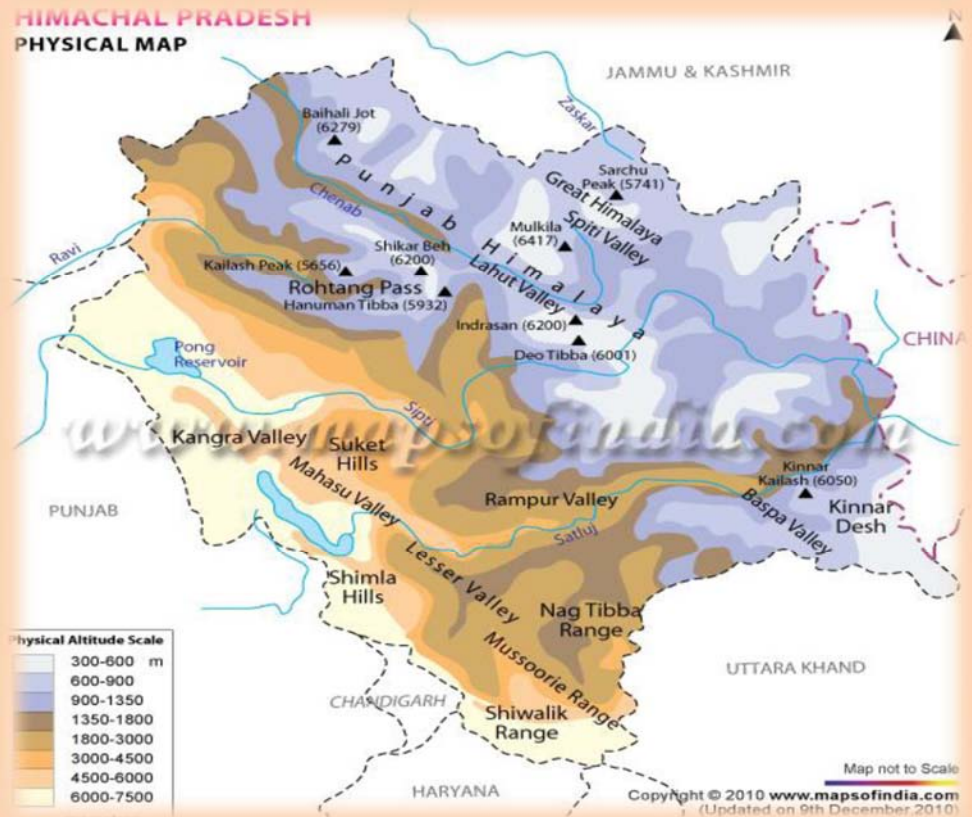 HIMACHAL PRADESH
PHYSICAL MAP
N
JAMMU & KASHMIR
Zaskar
Baihali Jot
(6279)
Sarchu
Peak (5741)
Punjab Himalaya
Great Himalaya
Chenab
Mulkila
(6417)
Spiti Valley
Ravi
Shikar Beh
(6200)
Kailash Peak (5656)
Lahut Valley
Rohtang Pass
Hanuman Tibba (5932)
Indrasan (6200)
Deo Tibba (6001)
CHINA
Pong
Reservoir
Sipti
www.mapsofindia.com
Kangra Valley
Suket
Hills
Mahasu Valley
Kinnar
Kailash (6050)
Rampur Valley
Baspa Valley
Kinnar
Desh
PUNJAB
Satluj
Lesser Valley
Shimla
Hills
Nag Tibba
Range
Mussoorie Range
UTTARA KHAND
CHANDIGARH
Shiwalik
Range
HARYANA
Physical Altitude Scale
300-600 m
600-900
900-1350
1350-1800
1800-3000
3000-4500
4500-6000
6000-7500
Map not to Scale
Copyright © 2010 www.mapsofindia.com
(Updated on 9th December,2010)